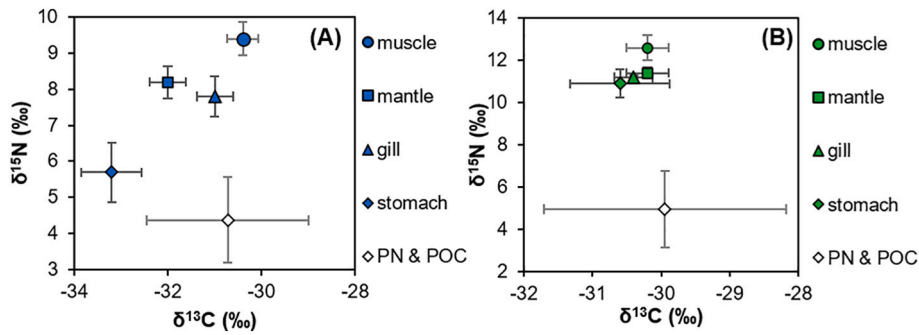 (A)
10
9
8
7
6
5
4
3
δ¹⁵N (‰)
-34 -32 -30 -28
δ¹³C (‰)
muscle
mantle
gill
stomach
PN & POC
(B)
14
12
10
8
6
4
2
δ¹⁵N (‰)
-32 -31 -30 -29 -28
δ¹³C (‰)
muscle
mantle
gill
stomach
PN & POC